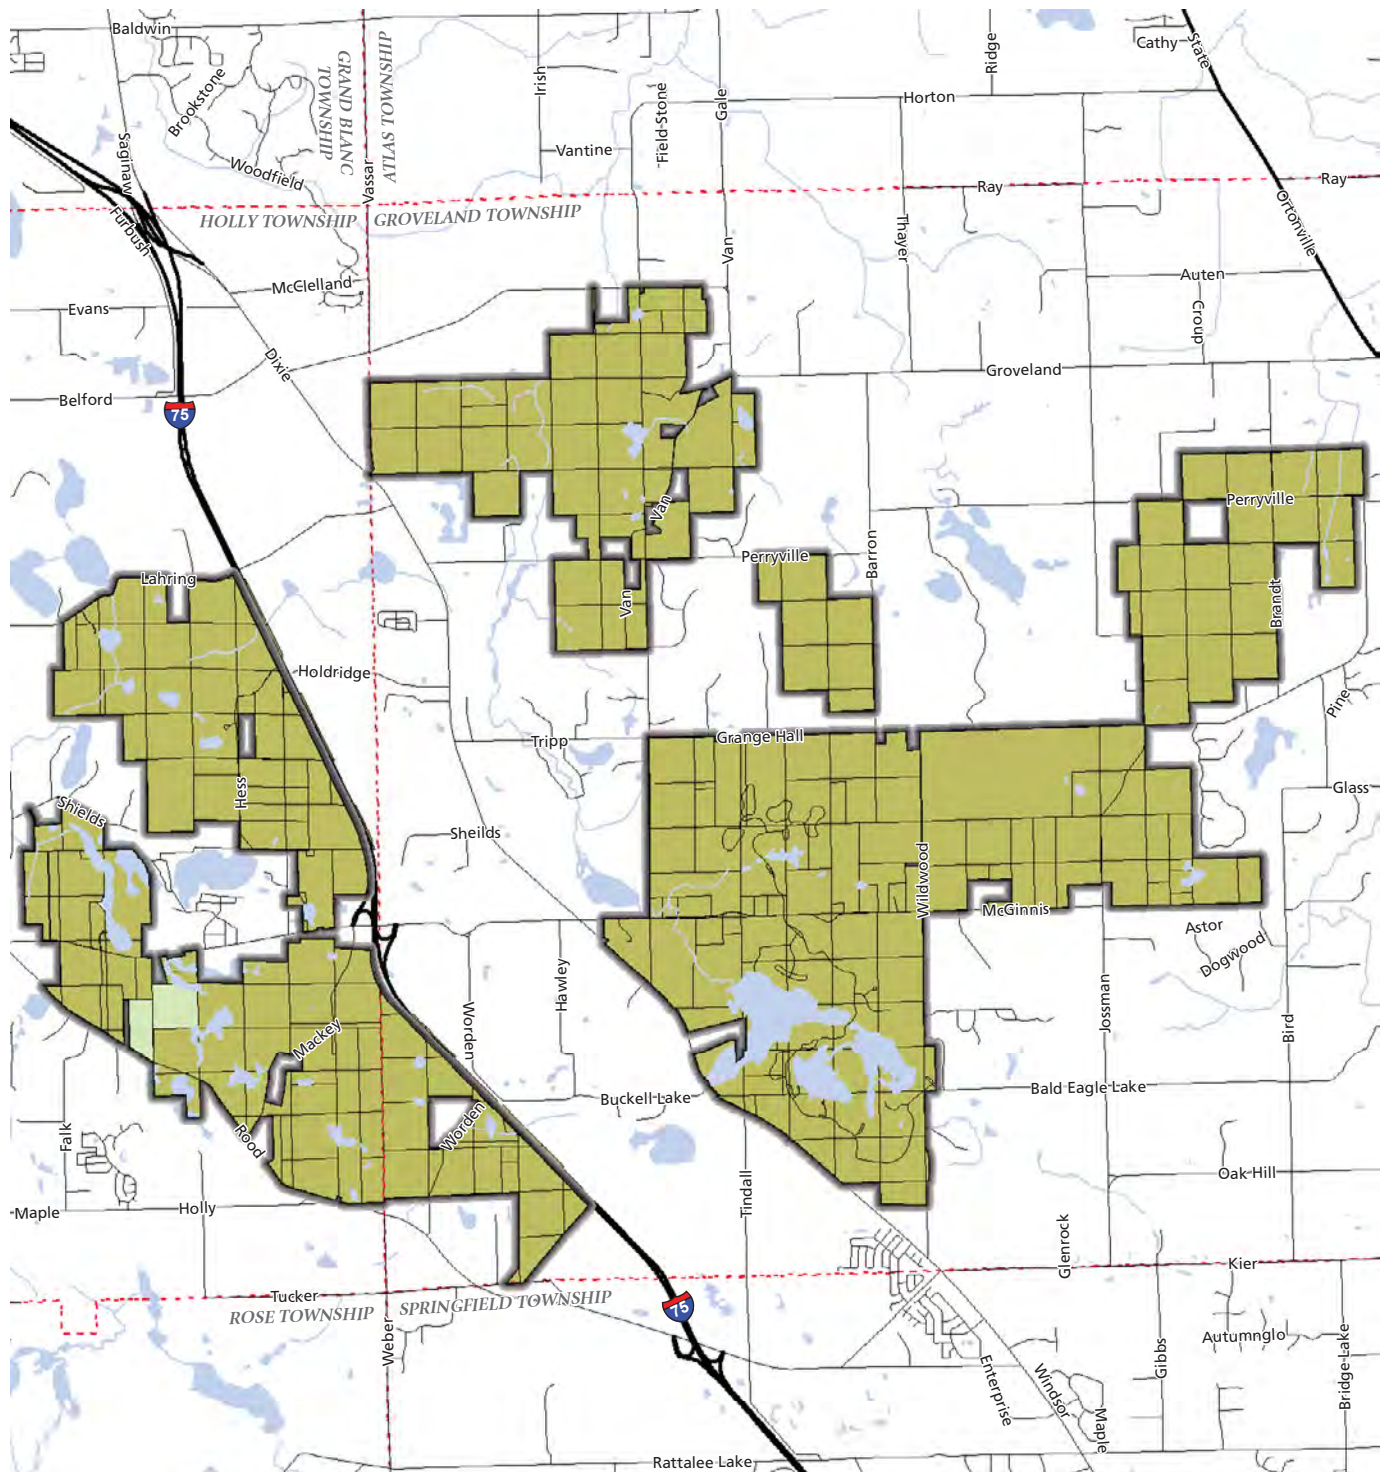 Baldwin
Cathy
State
Ridge
Brookstone
GRAND BLANC
TOWNSHIP
ATLAS TOWNSHIP
Irish
Field-Stone
Gale
Horton
Saginaw
Woodfield
Vassar
Vantine
Ray
Ray
Furbush
HOLLY TOWNSHIP
GROVELAND TOWNSHIP
Van
Thayer
Ortonville
McClelland
Auten
Evans
Croup
Dixie
Groveland
Belford
75
Perryville
Van
Barron
Perryville
Lahring
Van
Brandt
Holdridge
Pine
Tripp
Grange Hall
Hess
Glass
Shields
Sheilds
Wildwood
McGinnis
Astor
Dogwood
Hawley
Jossman
Worden
Bird
Mackey
Buckell-Lake
Bald Eagle Lake
Worden
Falk
Rood
Tindall
Oak Hill
Maple
Holly
Glenrock
Kier
Tucker
ROSE TOWNSHIP
SPRINGFIELD TOWNSHIP
75
Weber
Autumnglo
Gibbs
Bridge-Lake
Enterprise
Windsor
Maple
Rattalee Lake